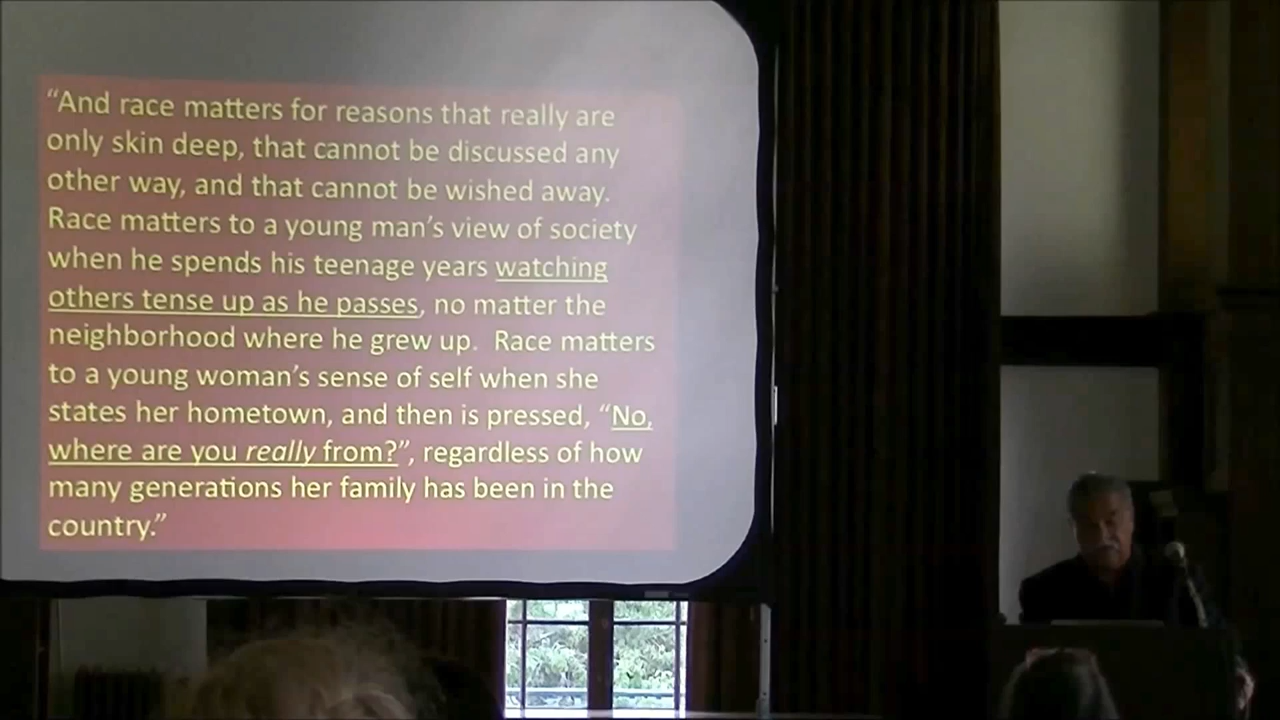 “And race matters for reasons that really are
only skin deep, that cannot be discussed any
other way, and that cannot be wished away.
Race matters to a young man’s view of society
when he spends his teenage years watching
others tense up as he passes, no matter the
neighborhood where he grew up.  Race matters
to a young woman’s sense of self when she
states her hometown, and then is pressed, “No,
where are you really from?”, regardless of how
many generations her family has been in the
country.”